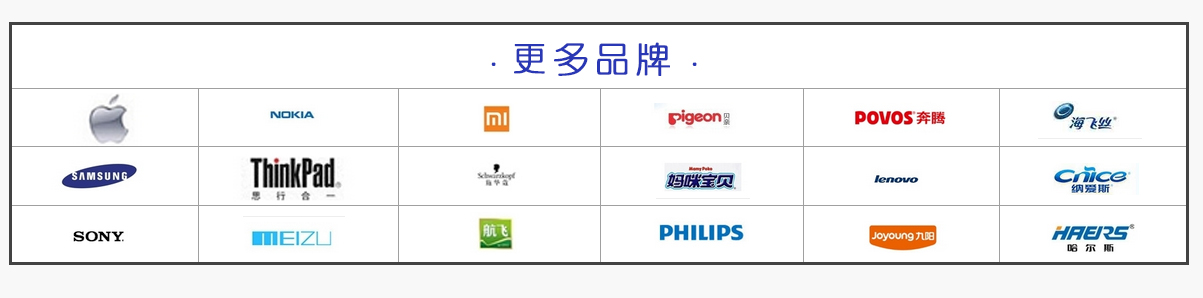 · 更多品牌 ·
NOKIA
mi
Pigeon 贝亲
POVOS 奔腾
海飞丝
SAMSUNG
ThinkPad
思行合一
Schwarzkopf
施华蔻
Mamy Poko
妈咪宝贝
lenovo
Cnice
纳爱斯
SONY
MEIZU
航飞
PHILIPS
Joyoung 九阳
HAERS
哈尔斯